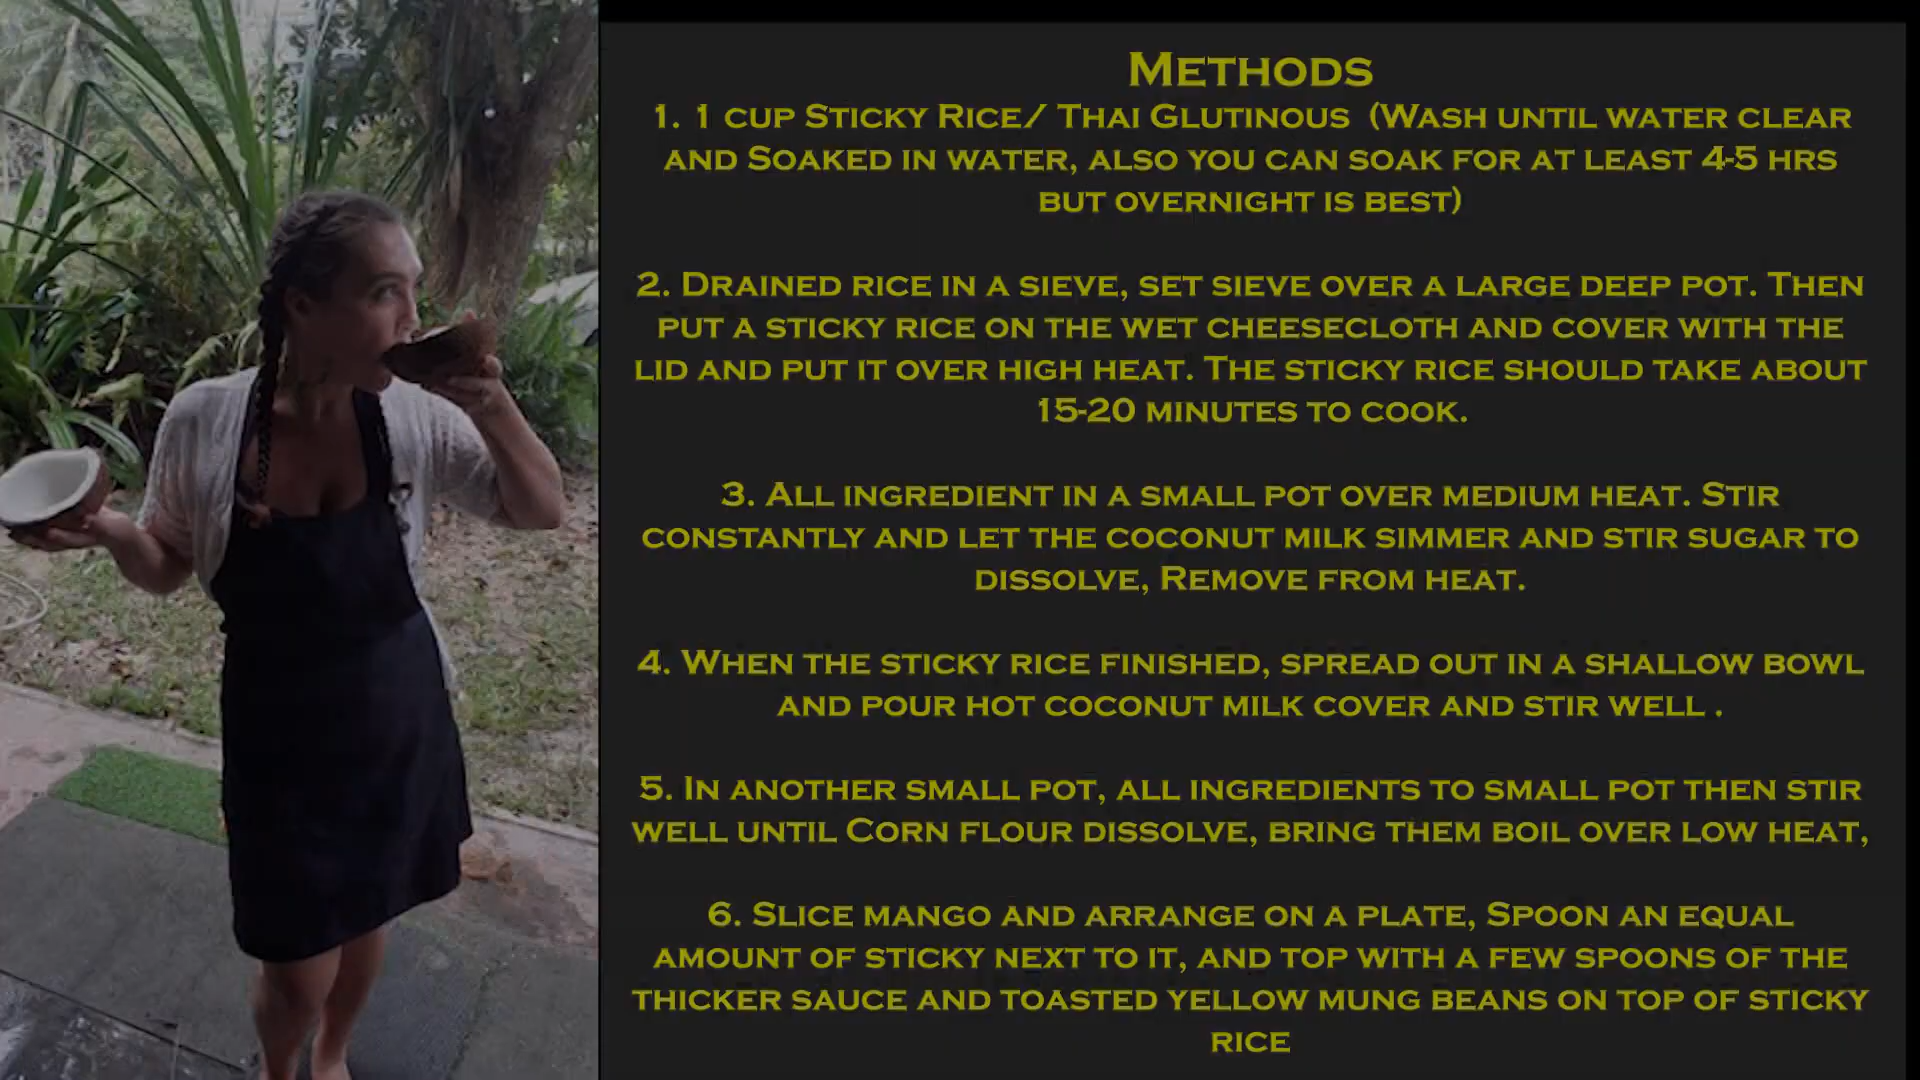 Methods
1. 1 cup Sticky Rice/ Thai Glutinous (Wash until water clear
and Soaked in water, also you can soak for at least 4-5 hrs
but overnight is best)
2. Drained rice in a sieve, set sieve over a large deep pot. Then
put a sticky rice on the wet cheesecloth and cover with the
lid and put it over high heat. The sticky rice should take about
15-20 minutes to cook.
3. All ingredient in a small pot over medium heat. Stir
constantly and let the coconut milk simmer and stir sugar to
dissolve, Remove from heat.
4. When the sticky rice finished, spread out in a shallow bowl
and pour hot coconut milk cover and stir well .
5. In another small pot, all ingredients to small pot then stir
well until Corn flour dissolve, bring them boil over low heat,
6. Slice mango and arrange on a plate, Spoon an equal
amount of sticky next to it, and top with a few spoons of the
thicker sauce and toasted yellow mung beans on top of sticky
rice